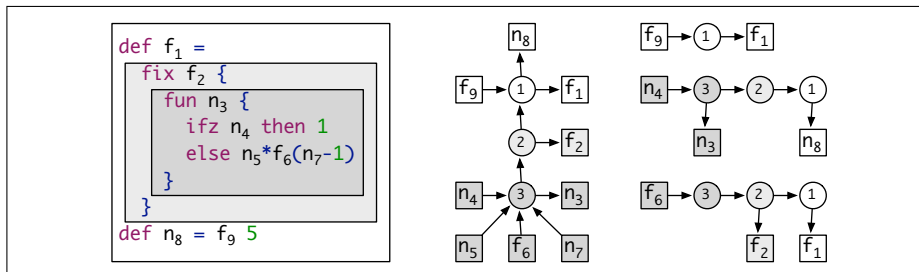 def f₁ =
fix f₂ {
fun n₃ {
ifz n₄ then 1
else n₅*f₆(n₇-1)
}
}
def n₈ = f₉ 5
n₈
f₉ 1 f₁
2 f₂
n₄ 3 n₃
n₅ f₆ n₇
f₉ 1 f₁
n₄ 3 2 1
n₃ n₈
f₆ 3 2 1
f₂ f₁